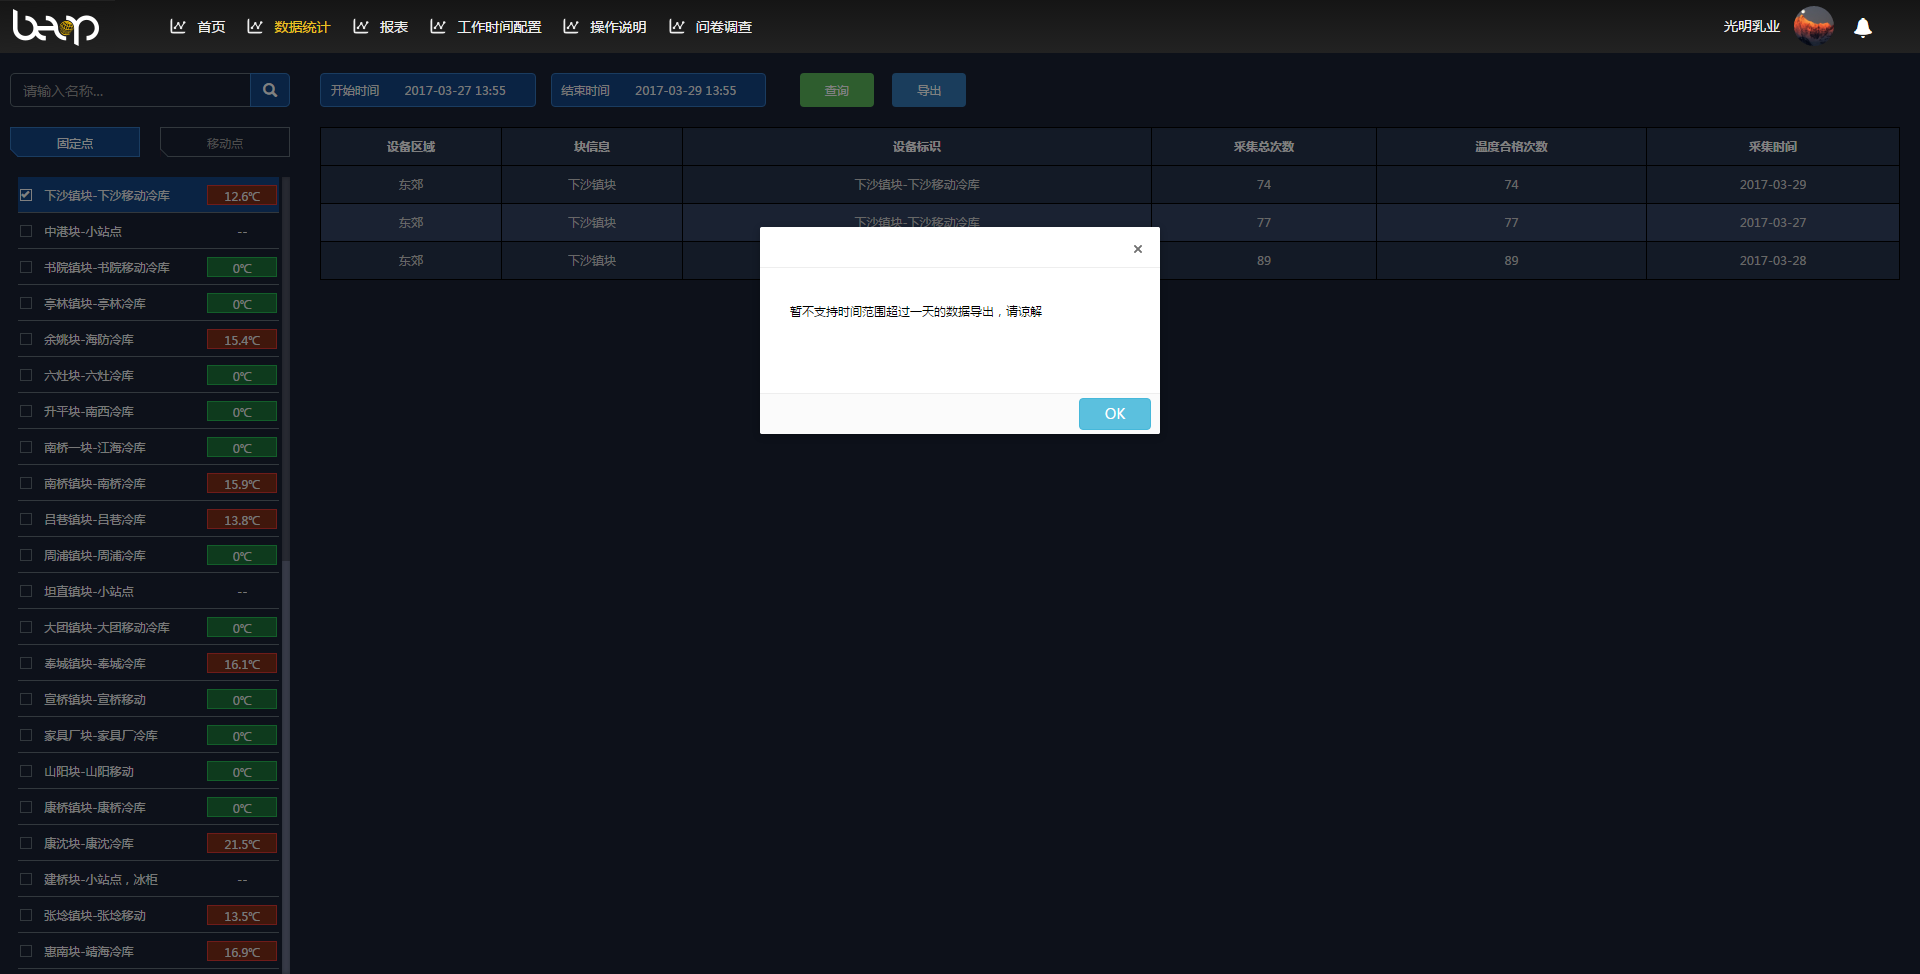 beop
首页 数据统计 报表 工作时间配置 操作说明 问卷调查
光明乳业
请输入名称...
开始时间 2017-03-27 13:55
结束时间 2017-03-29 13:55
查询
导出
固定点
移动点
下沙镇块-下沙移动冷库 12.6℃
中港块-小站点 --
书院镇块-书院移动冷库 0℃
亭林镇块-亭林冷库 0℃
余姚块-海防冷库 15.4℃
六灶块-六灶冷库 0℃
升平块-南西冷库 0℃
南桥一块-江海冷库 0℃
南桥镇块-南桥冷库 15.9℃
吕巷镇块-吕巷冷库 13.8℃
周浦镇块-周浦冷库 0℃
坦直镇块-小站点 --
大团镇块-大团移动冷库 0℃
奉城镇块-奉城冷库 16.1℃
宣桥镇块-宣桥移动 0℃
家具厂块-家具厂冷库 0℃
山阳块-山阳移动 0℃
康桥镇块-康桥冷库 0℃
康沈块-康沈冷库 21.5℃
建桥块-小站点，冰柜 --
张埝镇块-张埝移动 13.5℃
惠南块-靖海冷库 16.9℃
设备区域 块信息 设备标识 采集总次数 温度合格次数 采集时间
东郊 下沙镇块 下沙镇块-下沙移动冷库 74 74 2017-03-29
东郊 下沙镇块 下沙镇块-下沙移动冷库 77 77 2017-03-27
东郊 下沙镇块 89 89 2017-03-28
×
暂不支持时间范围超过一天的数据导出，请谅解
OK